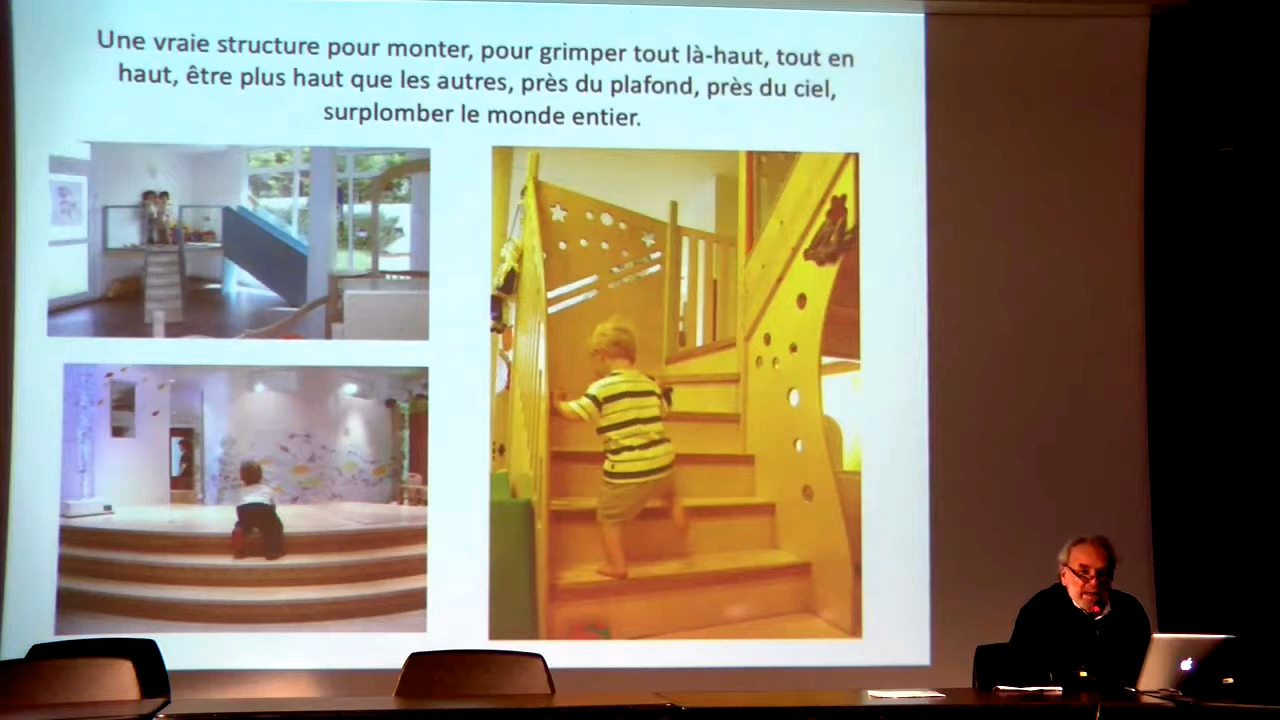 Une vraie structure pour monter, pour grimper tout là-haut, tout en
haut, être plus haut que les autres, près du plafond, près du ciel,
surplomber le monde entier.